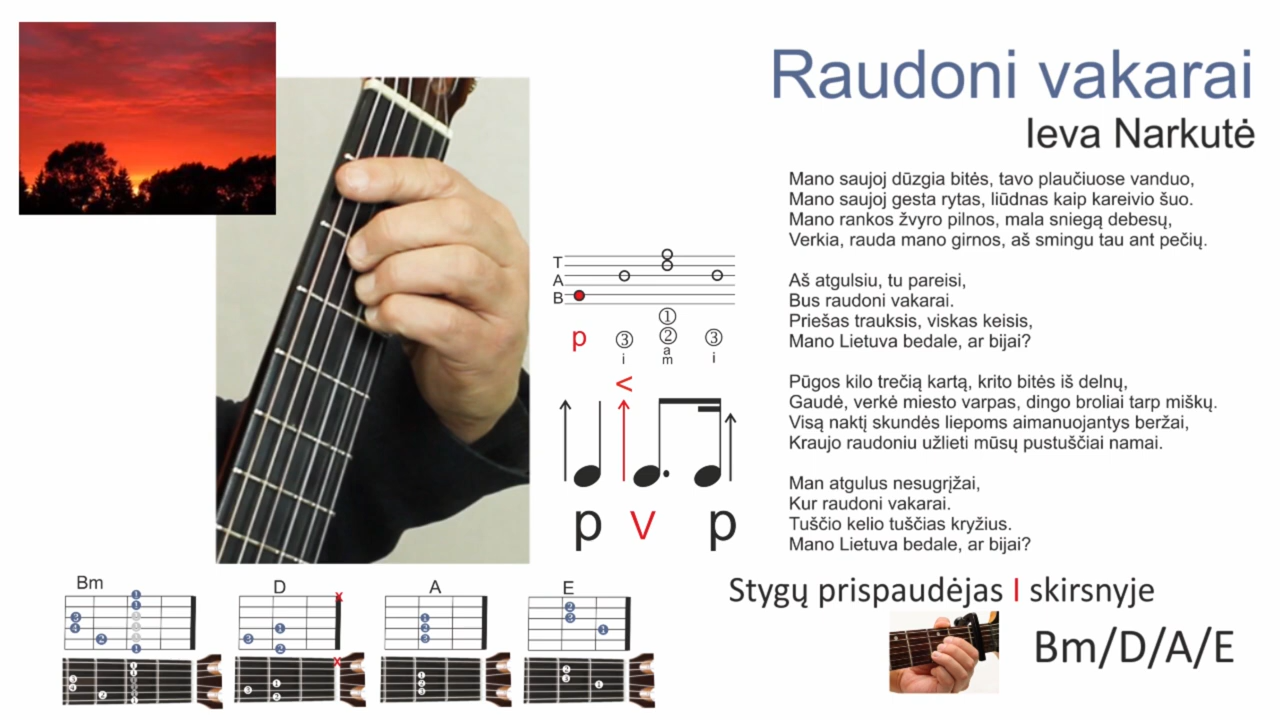 Raudoni vakarai
Ieva Narkutė
Mano saujoj dūzgia bitės, tavo plaučiuose vanduo,
Mano saujoj gesta rytas, liūdnas kaip kareivio šuo.
Mano rankos žvyro pilnos, mala sniegą debesų,
Verkia, rauda mano girnos, aš smingu tau ant pečių.
Aš atgulsiu, tu pareisi,
Bus raudoni vakarai.
Priešas trauksis, viskas keisis,
Mano Lietuva bedale, ar bijai?
Pūgos kilo trečią kartą, krito bitės iš delnų,
Gaudė, verkė miesto varpas, dingo broliai tarp miškų.
Visą naktį skundės liepoms aimanuojantys beržai,
Kraujo raudoniu užlieti mūsų pustuščiai namai.
Man atgulus nesugrįžai,
Kur raudoni vakarai.
Tuščio kelio tuščias kryžius.
Mano Lietuva bedale, ar bijai?
T
A
B
①
p ③ ② ③
i a i
m
<
p V p
Stygų prispaudėjas I skirsnyje
Bm/D/A/E
Bm D A E
x
x